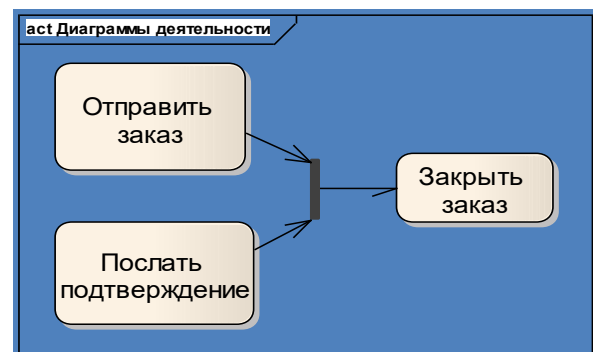 act Диаграммы деятельности
Отправить
заказ
Закрыть
заказ
Послать
подтверждение